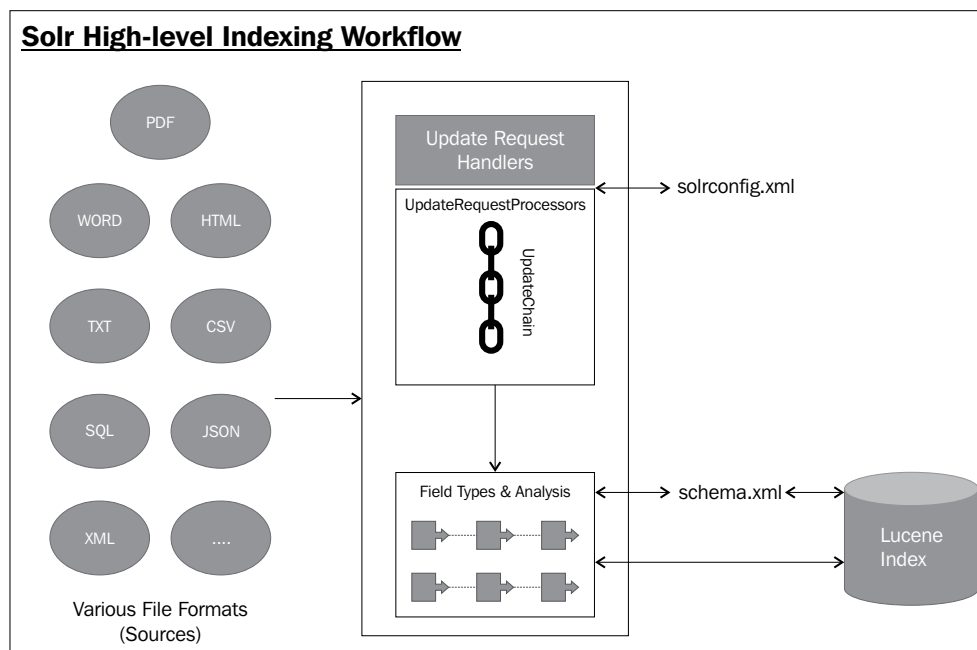 Solr High-level Indexing Workflow
PDF
WORD
HTML
TXT
CSV
SQL
JSON
XML
....
Various File Formats
(Sources)
Update Request
Handlers
UpdateRequestProcessors
UpdateChain
solrconfig.xml
Field Types & Analysis
schema.xml
Lucene
Index